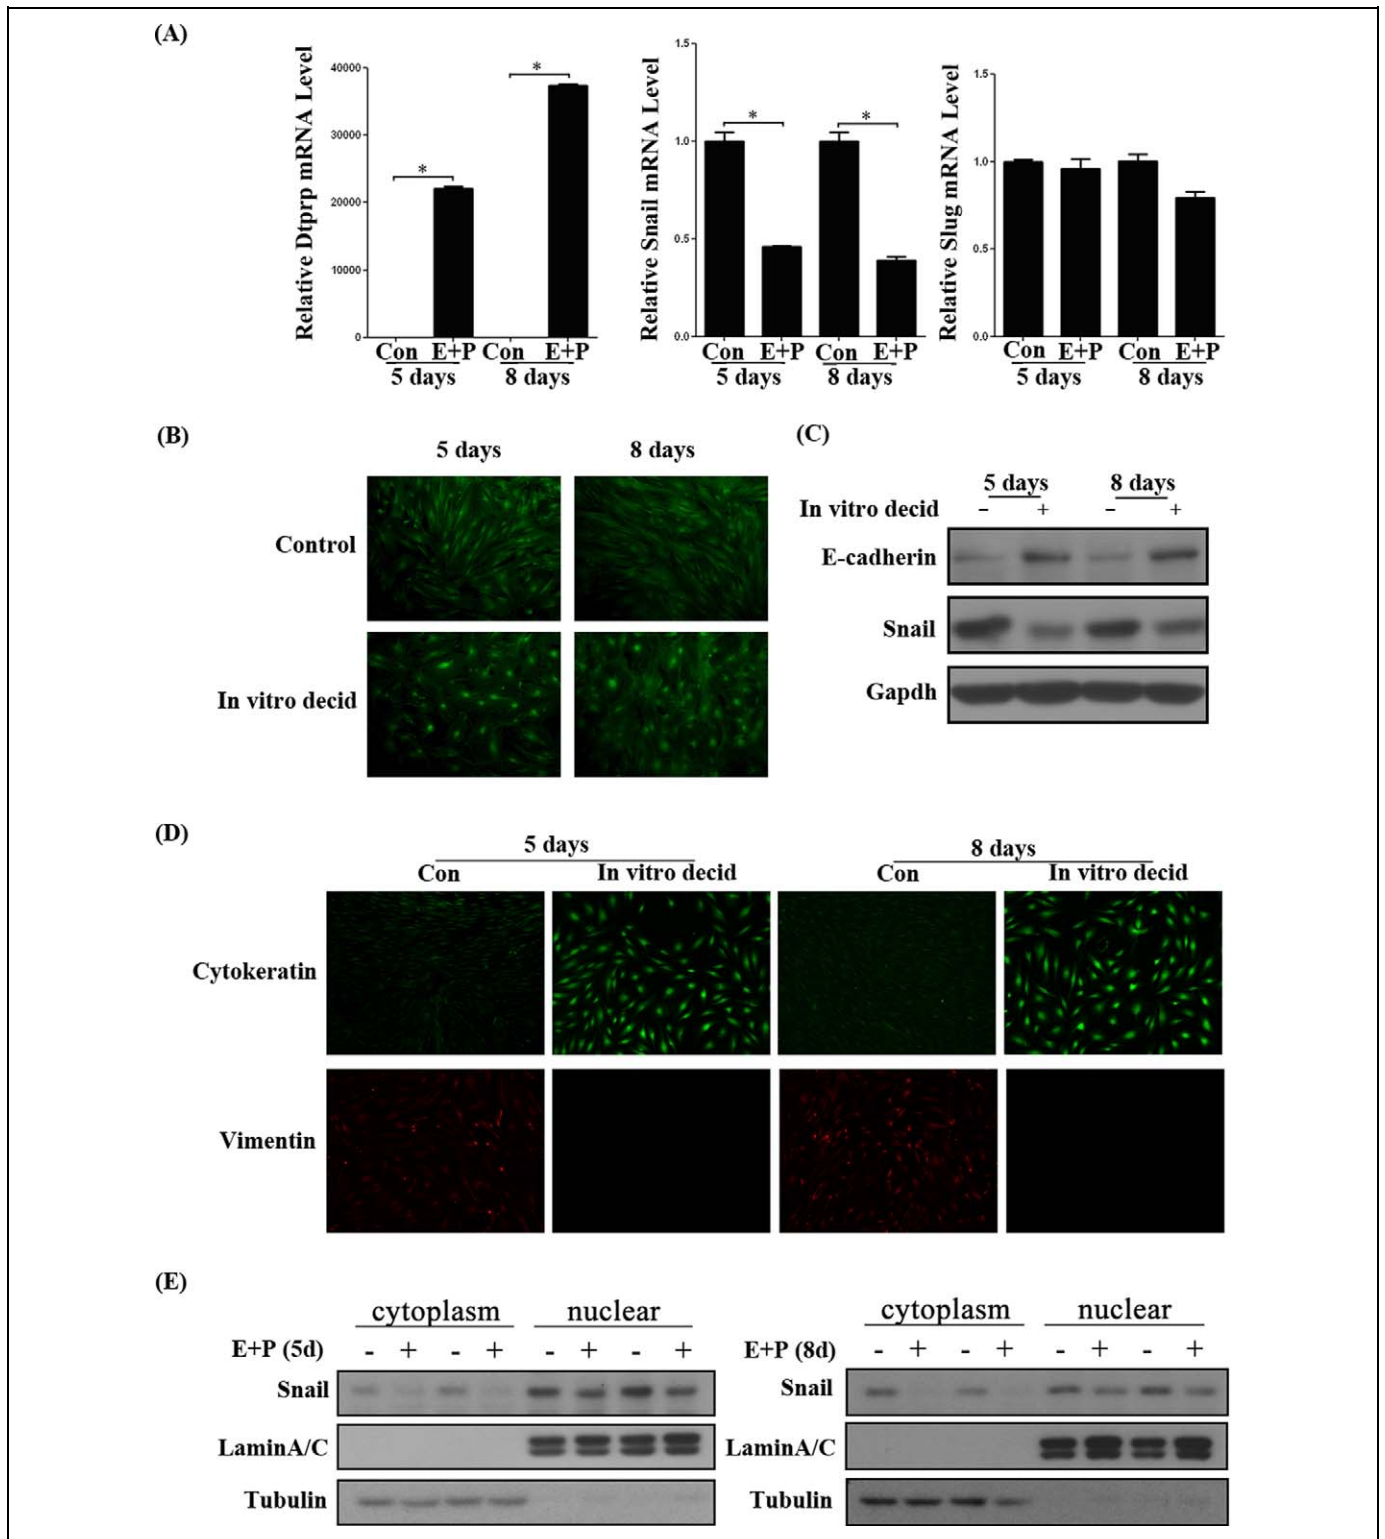 (A)
Relative Dtprp mRNA Level
40000
30000
20000
10000
0
*
*
Con E+P Con E+P
5 days 8 days
Relative Snail mRNA Level
1.5
1.0
0.5
0.0
*
*
Con E+P Con E+P
5 days 8 days
Relative Slug mRNA Level
1.5
1.0
0.5
0.0
Con E+P Con E+P
5 days 8 days
(B)
5 days 8 days
Control
In vitro decid
(C)
5 days 8 days
In vitro decid - + - +
E-cadherin
Snail
Gapdh
(D)
5 days 8 days
Con In vitro decid Con In vitro decid
Cytokeratin
Vimentin
(E)
cytoplasm nuclear
E+P (5d) - + - + - + - +
Snail
LaminA/C
Tubulin
cytoplasm nuclear
E+P (8d) - + - + - + - +
Snail
LaminA/C
Tubulin